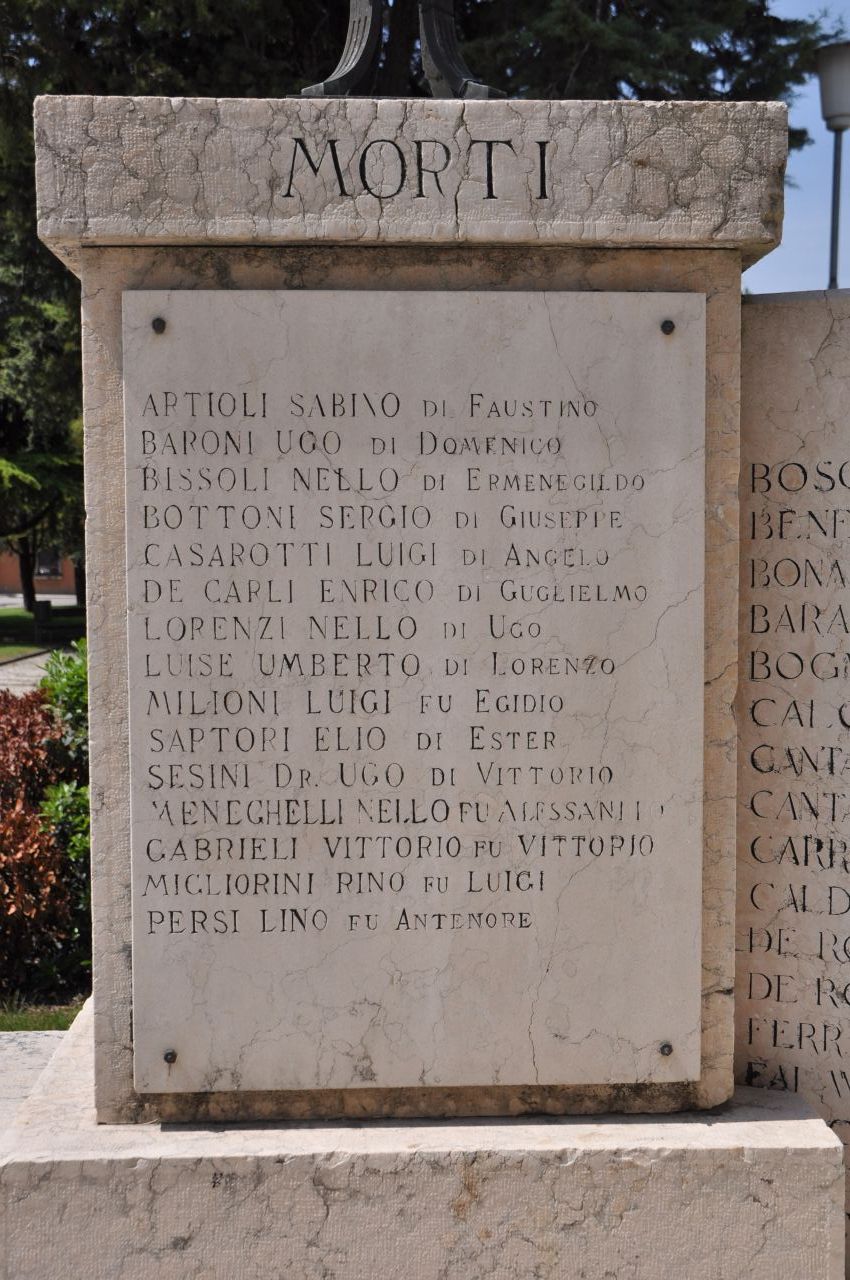 MORTI
ARTIOLI SABINO DI FAUSTINO
BARONI UGO DI DOMENICO
BISSOLI NELLO DI ERMENEGILDO
BOTTONI SERGIO DI GIUSEPPE
CASAROTTI LUIGI DI ANGELO
DE CARLI ENRICO DI GUGLIELMO
LORENZI NELLO DI UGO
LUISE UMBERTO DI LORENZO
MILIONI LUIGI FU EGIDIO
SAPTORI ELIO DI ESTER
SESINI DR. UGO DI VITTORIO
MENEGHELLI NELLO FU
GABRIELI VITTORIO FU VITTORIO
MIGLIORINI RINO FU LUIGI
PERSI LINO FU ANTENORE
DE
DE